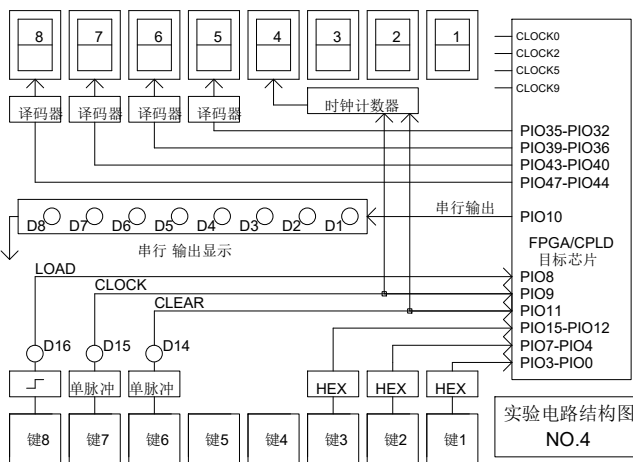 8 7 6 5 4 3 2 1
CLOCK0
CLOCK2
CLOCK5
CLOCK9
译码器 译码器 译码器 译码器 时钟计数器
PIO35-PIO32
PIO39-PIO36
PIO43-PIO40
PIO47-PIO44
D8 D7 D6 D5 D4 D3 D2 D1 串行输出 PIO10
串行 输出显示
FPGA/CPLD
目标芯片
LOAD PIO8
CLOCK PIO9
CLEAR PIO11
PIO15-PIO12
D16 D15 D14 PIO7-PIO4
PIO3-PIO0
单脉冲 单脉冲 HEX HEX HEX
键8 键7 键6 键5 键4 键3 键2 键1
实验电路结构图
NO.4